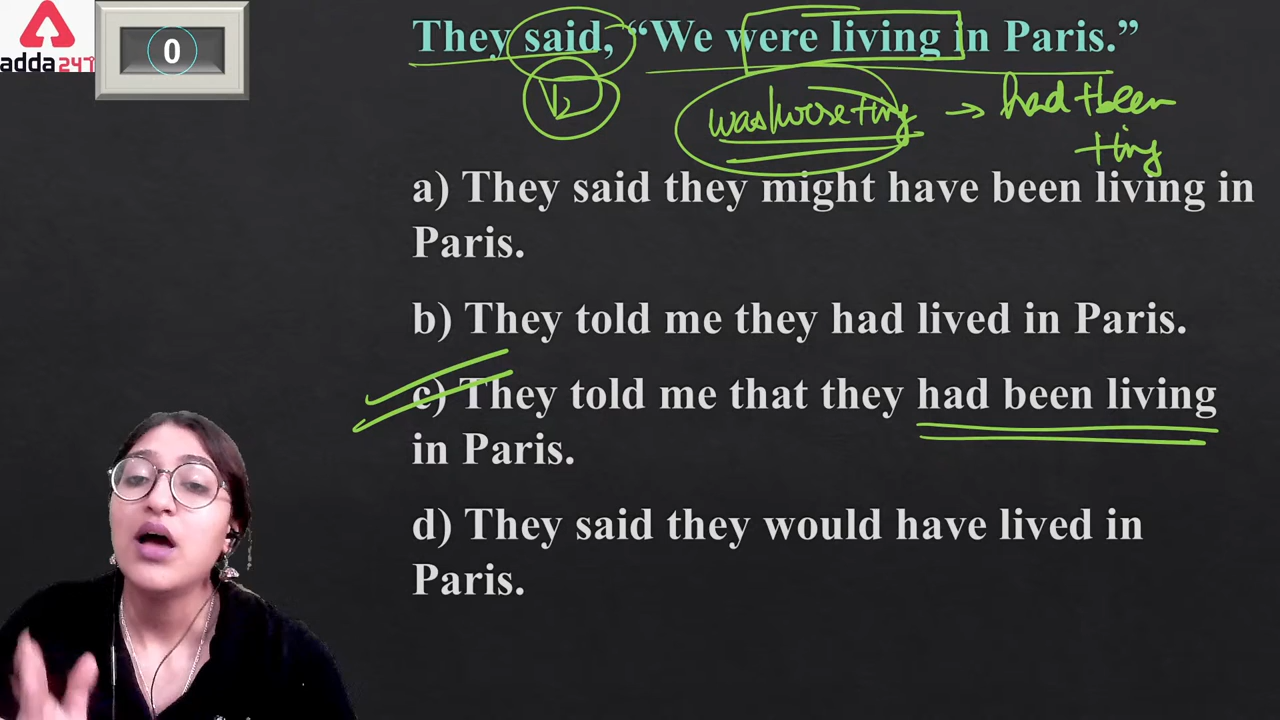 adda247
0
They said, “We were living in Paris.”
V2
was/were + ing → had + been
+ ing
a) They said they might have been living in
Paris.
b) They told me they had lived in Paris.
c) They told me that they had been living
in Paris.
d) They said they would have lived in
Paris.